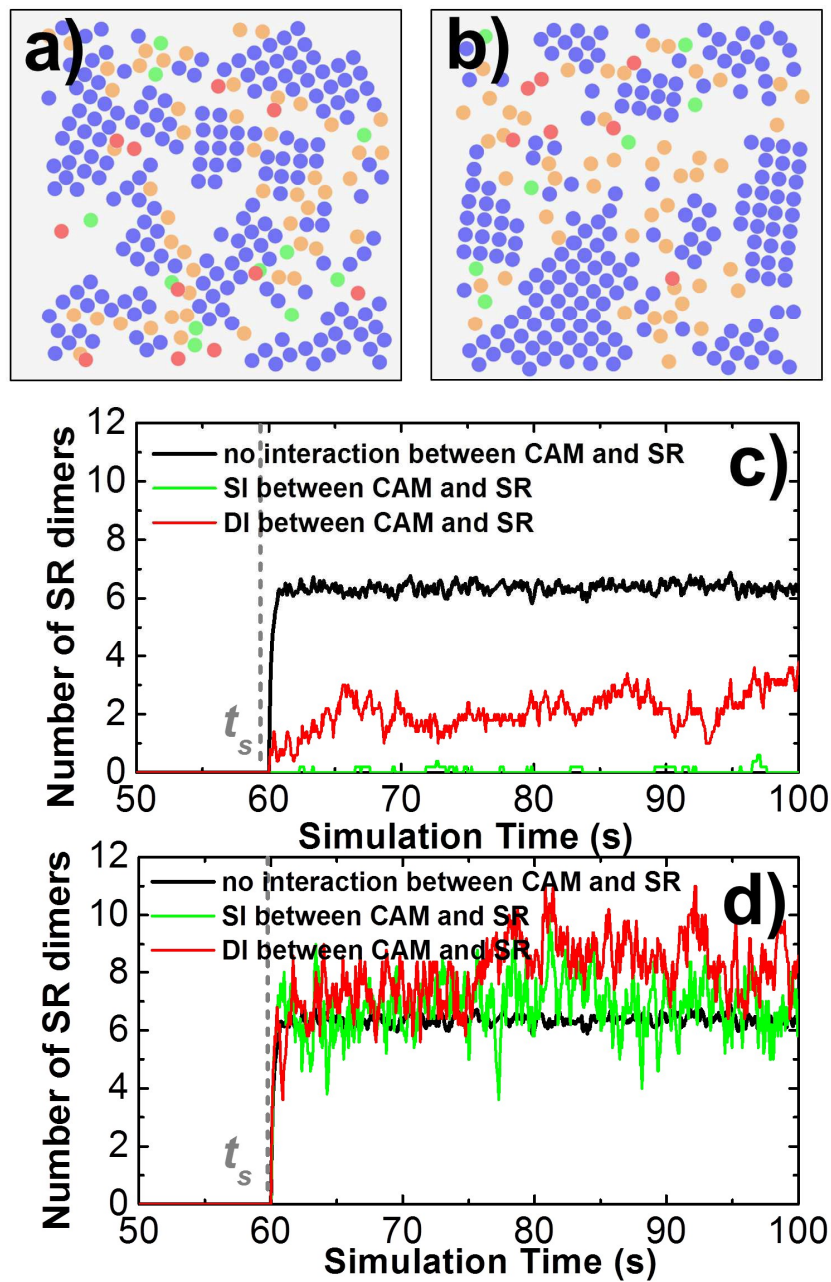 a)
b)
12
10
8
6
4
2
0
Number of SR dimers
no interaction between CAM and SR
SI between CAM and SR
DI between CAM and SR
c)
ts
50 60 70 80 90 100
Simulation Time (s)
12
10
8
6
4
2
0
Number of SR dimers
no interaction between CAM and SR
SI between CAM and SR
DI between CAM and SR
d)
ts
50 60 70 80 90 100
Simulation Time (s)